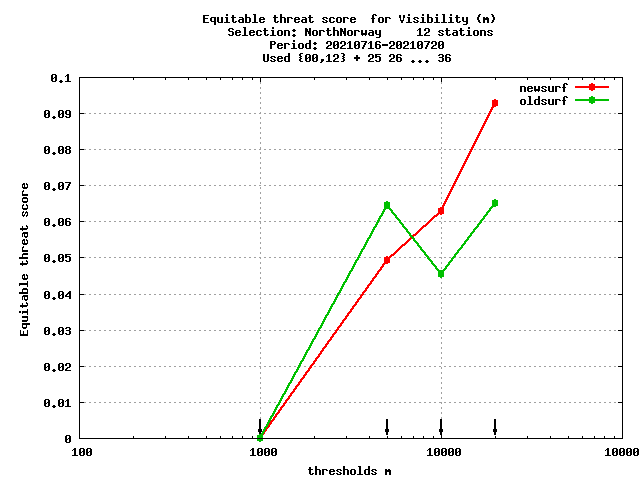 Equitable threat score  for Visibility (m)
Selection: NorthNorway     12 stations
Period: 20210716-20210720
Used {00,12} + 25 26 ... 36
newsurf
oldsurf
0.1
0.09
0.08
0.07
0.06
0.05
0.04
0.03
0.02
0.01
0
Equitable threat score
100
1000
10000
10000
thresholds m